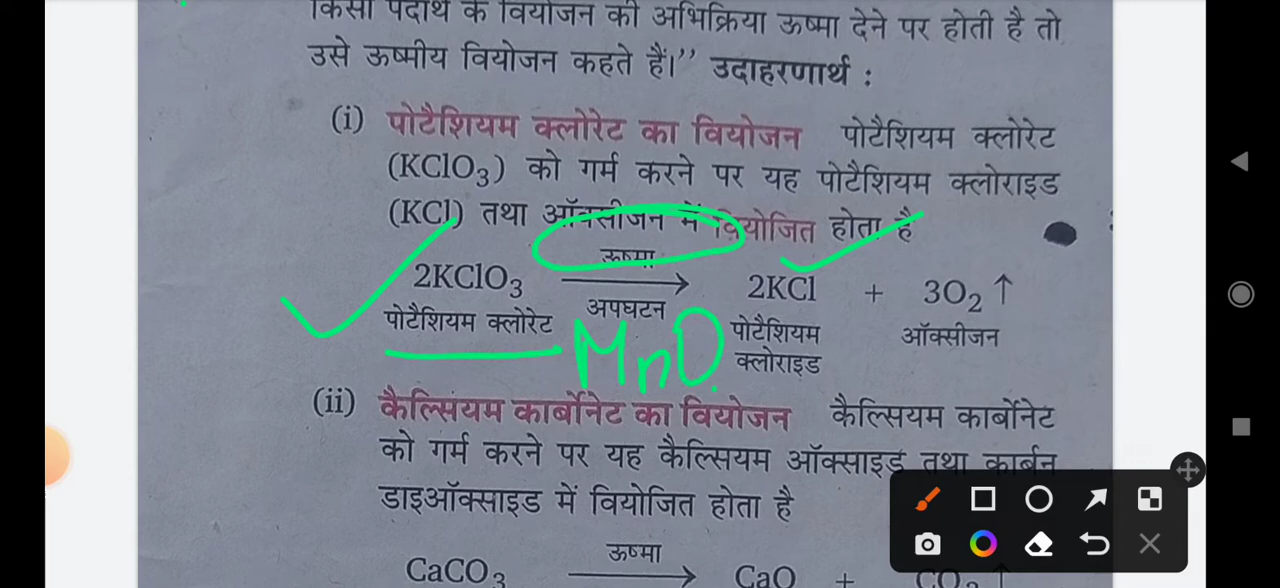 किसी पदार्थ के वियोजन की अभिक्रिया ऊष्मा देने पर होती है तो
उसे ऊष्मीय वियोजन कहते हैं।” उदाहरणार्थ :
(i) पोटैशियम क्लोरेट का वियोजन पोटैशियम क्लोरेट
(KClO₃) को गर्म करने पर यह पोटैशियम क्लोराइड
(KCl) तथा ऑक्सीजन में वियोजित होता है
ऊष्मा
2KClO₃ → 2KCl + 3O₂ ↑
अपघटन
पोटैशियम क्लोरेट पोटैशियम क्लोराइड ऑक्सीजन
MnO
(ii) कैल्सियम कार्बोनेट का वियोजन कैल्सियम कार्बोनेट
को गर्म करने पर यह कैल्सियम ऑक्साइड तथा कार्बन
डाइऑक्साइड में वियोजित होता है
ऊष्मा
CaCO₃ → CaO + CO₂ ↑